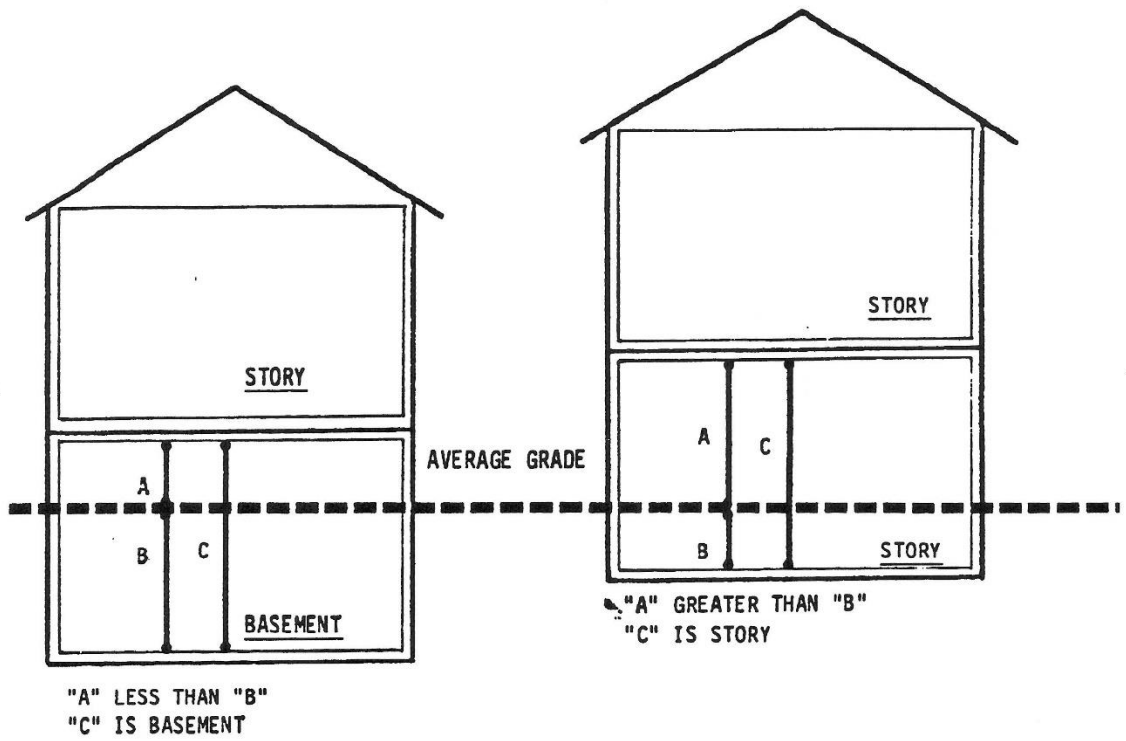 STORY
STORY
AVERAGE GRADE
A
B
C
BASEMENT
A
C
B
STORY
"A" LESS THAN "B"
"C" IS BASEMENT
"A" GREATER THAN "B"
"C" IS STORY